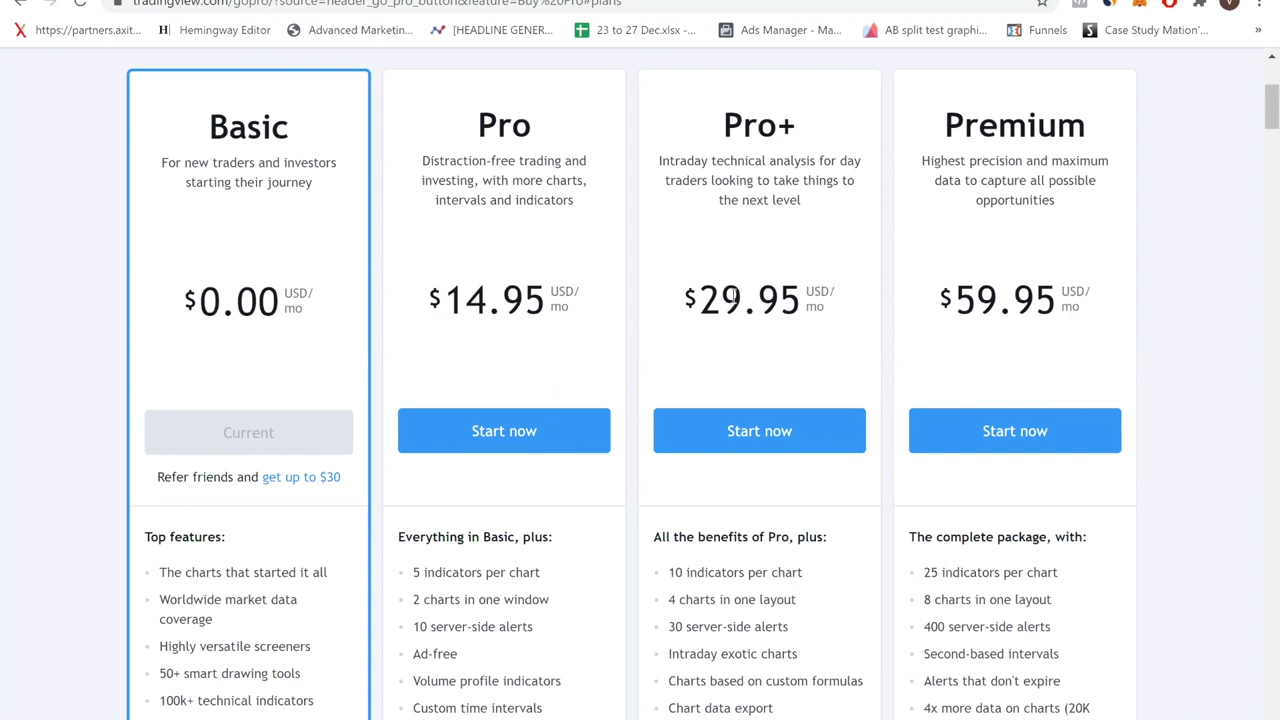 tradingview.com/gopro/?source=header_go_pro_button&feature=Buy%20Pro#plans
V
X https://partners.axit...
H Hemingway Editor
Advanced Marketin...
[HEADLINE GENER...
23 to 27 Dec.xlsx -...
Ads Manager - Ma...
AB split test graphi...
Funnels
S Case Study Mation'...
»
Basic
For new traders and investors
starting their journey
$0.00 USD/
mo
Current
Refer friends and get up to $30
Top features:
• The charts that started it all
• Worldwide market data
coverage
• Highly versatile screeners
• 50+ smart drawing tools
• 100k+ technical indicators
Pro
Distraction-free trading and
investing, with more charts,
intervals and indicators
$14.95 USD/
mo
Start now
Everything in Basic, plus:
• 5 indicators per chart
• 2 charts in one window
• 10 server-side alerts
• Ad-free
• Volume profile indicators
• Custom time intervals
Pro+
Intraday technical analysis for day
traders looking to take things to
the next level
$29.95 USD/
mo
Start now
All the benefits of Pro, plus:
• 10 indicators per chart
• 4 charts in one layout
• 30 server-side alerts
• Intraday exotic charts
• Charts based on custom formulas
• Chart data export
Premium
Highest precision and maximum
data to capture all possible
opportunities
$59.95 USD/
mo
Start now
The complete package, with:
• 25 indicators per chart
• 8 charts in one layout
• 400 server-side alerts
• Second-based intervals
• Alerts that don't expire
• 4x more data on charts (20K